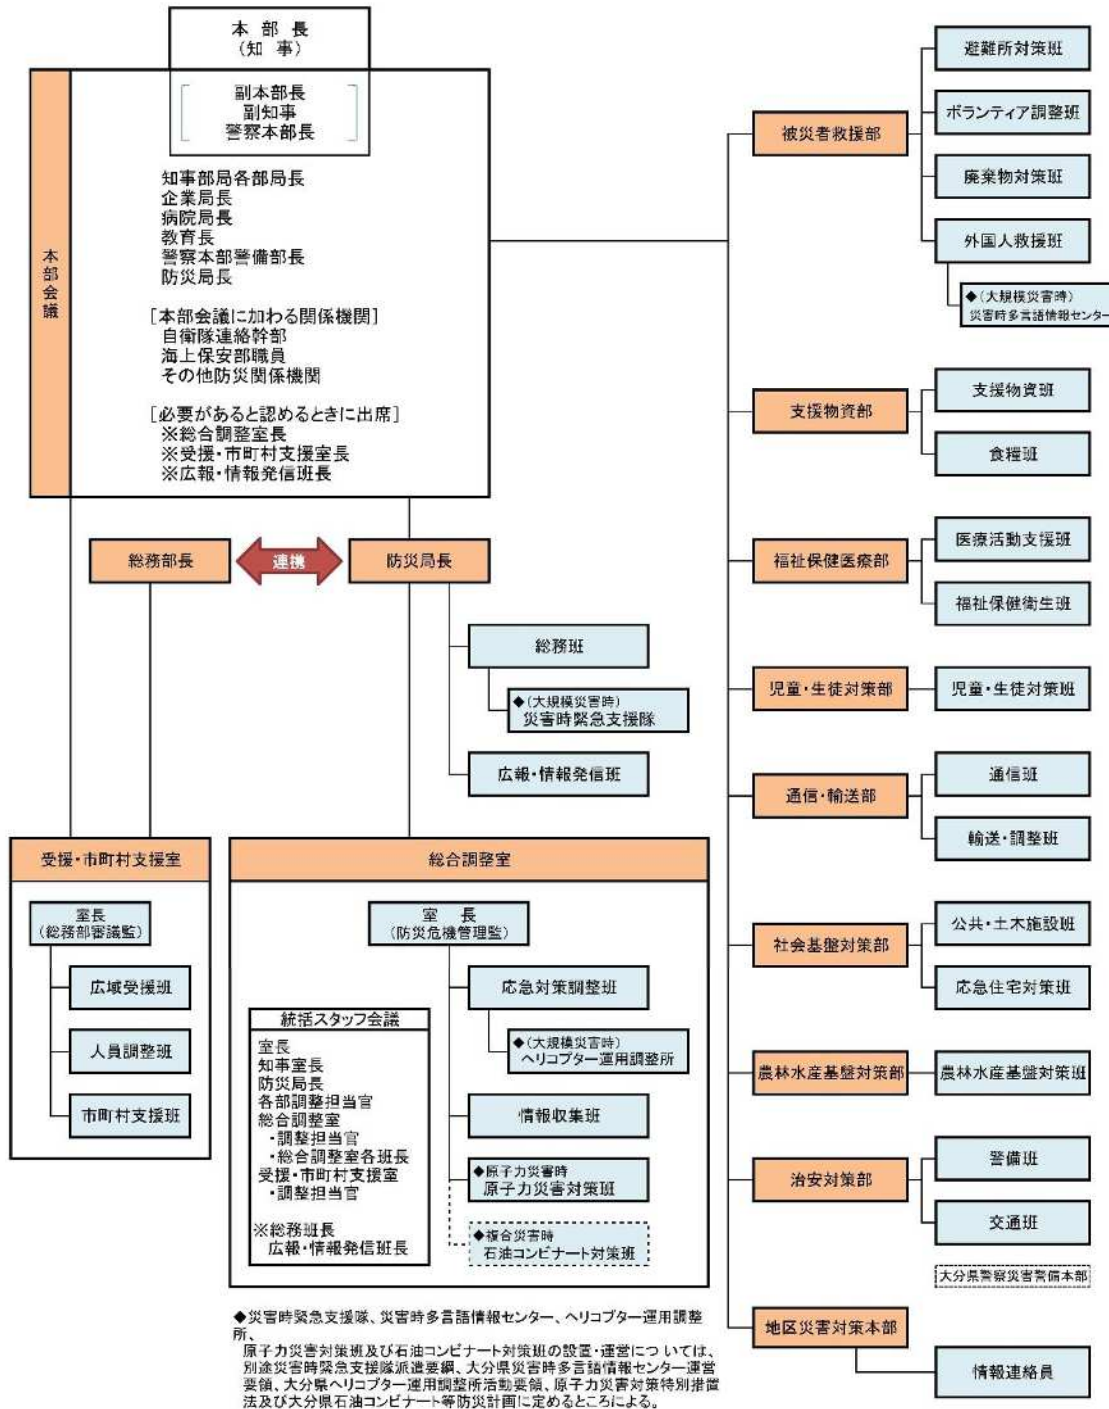 本 部 長
(知 事)
副本部長
副知事
警察本部長
本部会議
知事部局各部局長
企業局長
病院局長
教育長
警察本部警備部長
防災局長
[本部会議に加わる関係機関]
自衛隊連絡幹部
海上保安部職員
その他防災関係機関
[必要があると認めるときに出席]
※総合調整室長
※受援・市町村支援室長
※広報・情報発信班長
総務部長
連携
防災局長
総務班
◆(大規模災害時)
災害時緊急支援隊
広報・情報発信班
受援・市町村支援室
室長
(総務部審議監)
広域受援班
人員調整班
市町村支援班
総合調整室
室 長
(防災危機管理監)
応急対策調整班
◆(大規模災害時)
ヘリコプター運用調整所
情報収集班
◆原子力災害時
原子力災害対策班
◆複合災害時
石油コンビナート対策班
統括スタッフ会議
室長
知事室長
防災局長
各部調整担当官
総合調整室
・調整担当官
・総合調整室各班長
受援・市町村支援室
・調整担当官
※総務班長
広報・情報発信班長
被災者救援部
避難所対策班
ボランティア調整班
廃棄物対策班
外国人救援班
◆(大規模災害時)
災害時多言語情報センター
支援物資部
支援物資班
食糧班
福祉保健医療部
医療活動支援班
福祉保健衛生班
児童・生徒対策部
児童・生徒対策班
通信・輸送部
通信班
輸送・調整班
社会基盤対策部
公共・土木施設班
応急住宅対策班
農林水産基盤対策部
農林水産基盤対策班
治安対策部
警備班
交通班
大分県警察災害警備本部
地区災害対策本部
情報連絡員
◆災害時緊急支援隊、災害時多言語情報センター、ヘリコプター運用調整
所、
原子力災害対策班及び石油コンビナート対策班の設置・運営については、
別途災害時緊急支援隊派遣要綱、大分県災害時多言語情報センター運営
要領、大分県ヘリコプター運用調整所活動要領、原子力災害対策特別措置
法及び大分県石油コンビナート等防災計画に定めるところによる。